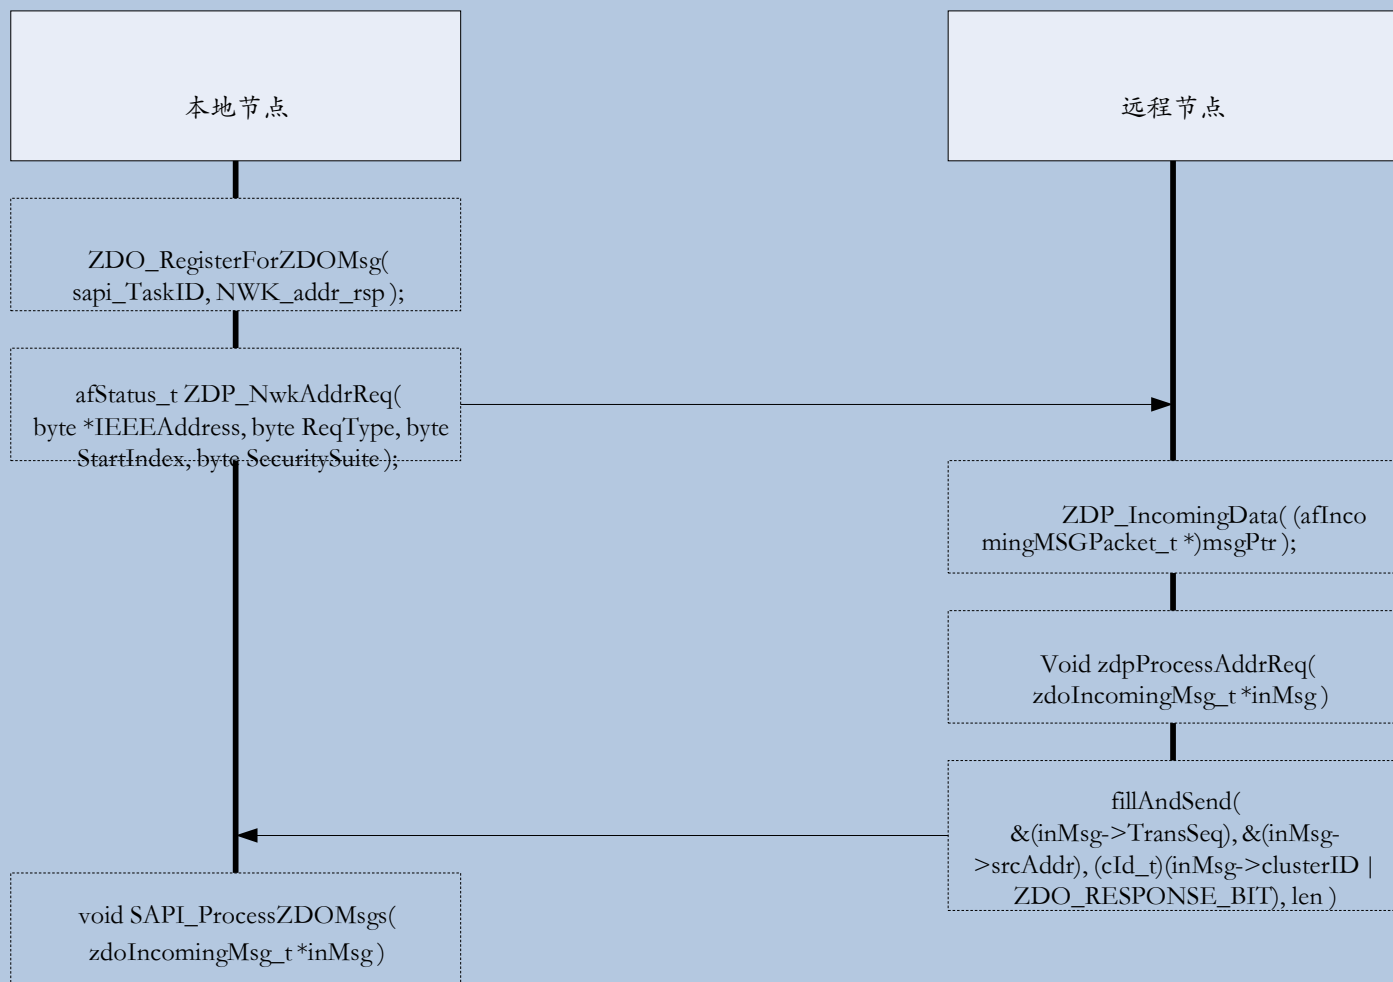 本地节点
远程节点
ZDO_RegisterForZDOMsg(
sapi_TaskID, NWK_addr_rsp );
afStatus_t ZDP_NwkAddrReq(
byte *IEEEAddress, byte ReqType, byte
StartIndex, byte SecuritySuite );
ZDP_IncomingData( (afInco
mingMSGPacket_t *)msgPtr );
Void zdpProcessAddrReq(
zdoIncomingMsg_t *inMsg )
fillAndSend(
&(inMsg->TransSeq), &(inMsg-
>srcAddr), (cId_t)(inMsg->clusterID |
ZDO_RESPONSE_BIT), len )
void SAPI_ProcessZDOMsgs(
zdoIncomingMsg_t *inMsg )